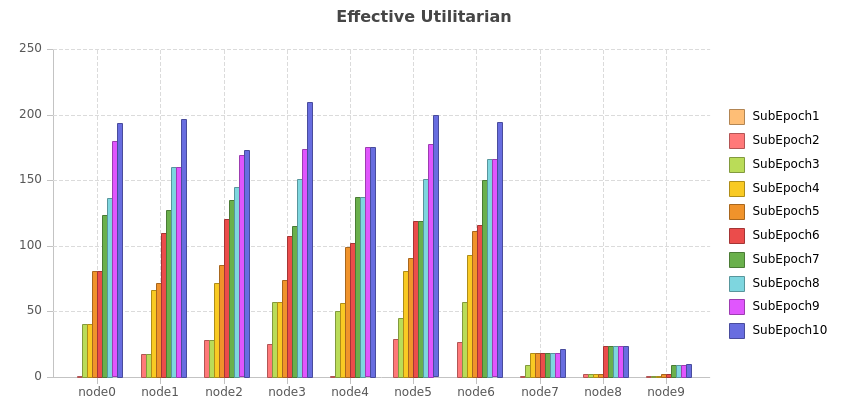 Effective Utilitarian
250
200
150
100
50
0
node0 node1 node2 node3 node4 node5 node6 node7 node8 node9
SubEpoch1
SubEpoch2
SubEpoch3
SubEpoch4
SubEpoch5
SubEpoch6
SubEpoch7
SubEpoch8
SubEpoch9
SubEpoch10